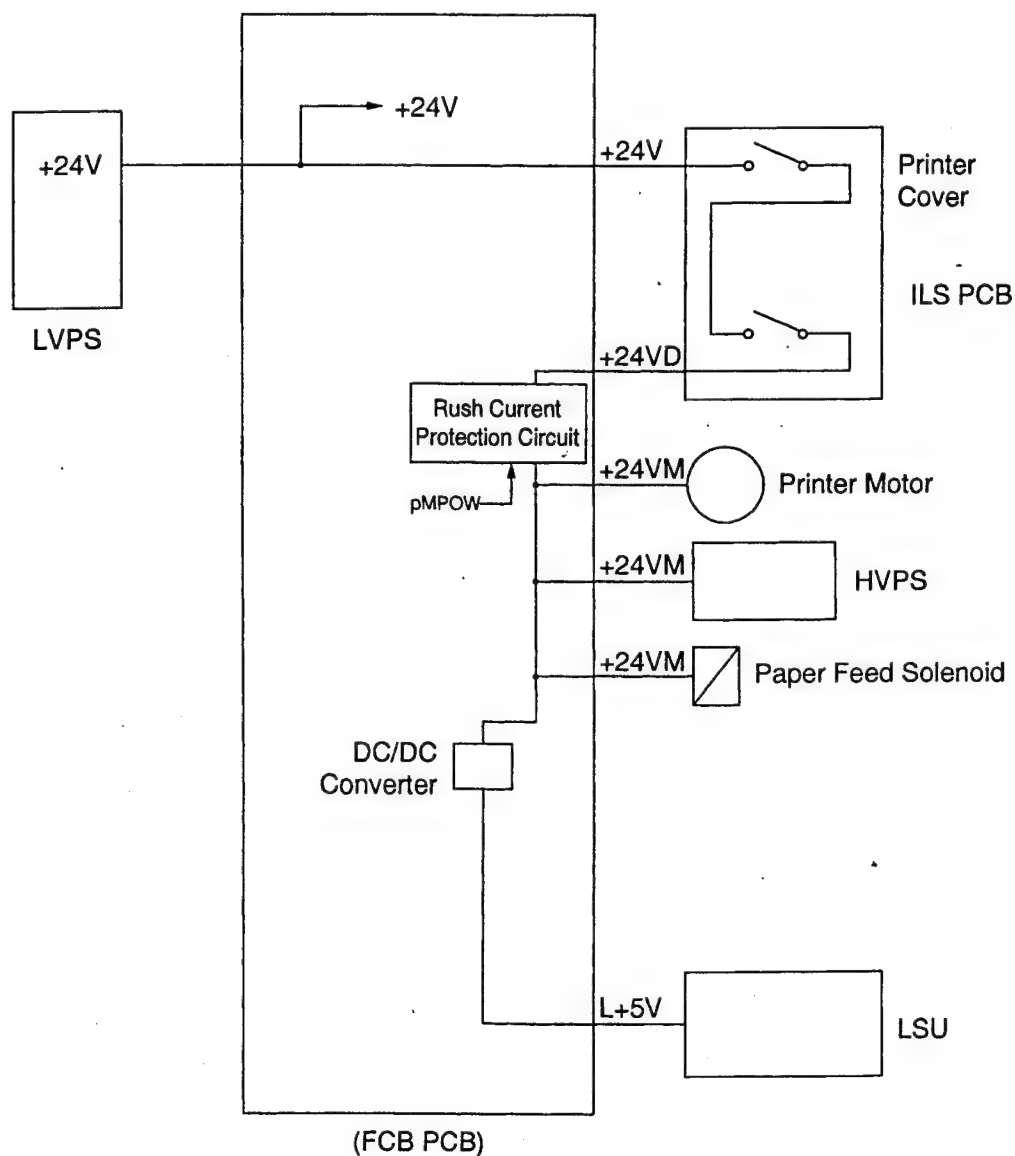 +24V
+24V
+24V
Printer
Cover
ILS PCB
LVPS
+24VD
Rush Current
Protection Circuit
pMPOW
+24VM
Printer Motor
+24VM
HVPS
+24VM
Paper Feed Solenoid
DC/DC
Converter
L+5V
LSU
(FCB PCB)